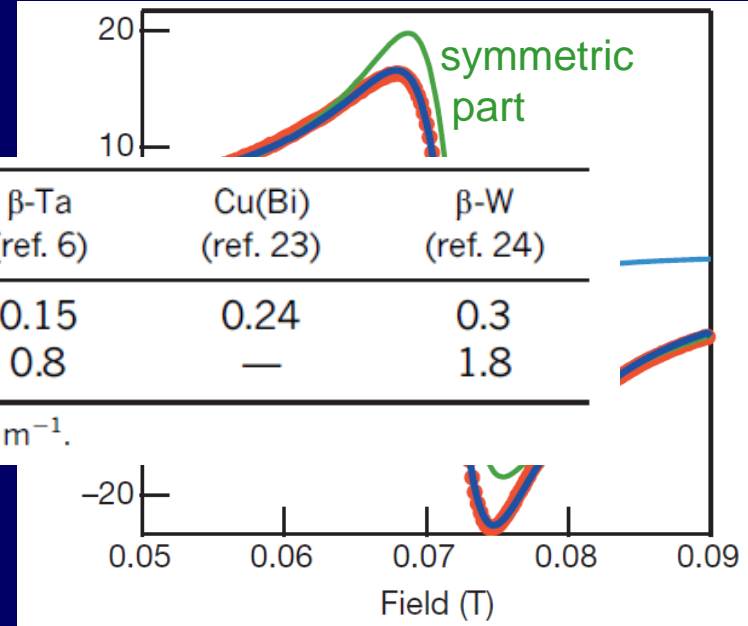 20
symmetric
part
10
β-Ta Cu(Bi) β-W
(ref. 6) (ref. 23) (ref. 24)
0.15 0.24 0.3
0.8 — 1.8
m⁻¹.
–20
0.05 0.06 0.07 0.08 0.09
Field (T)